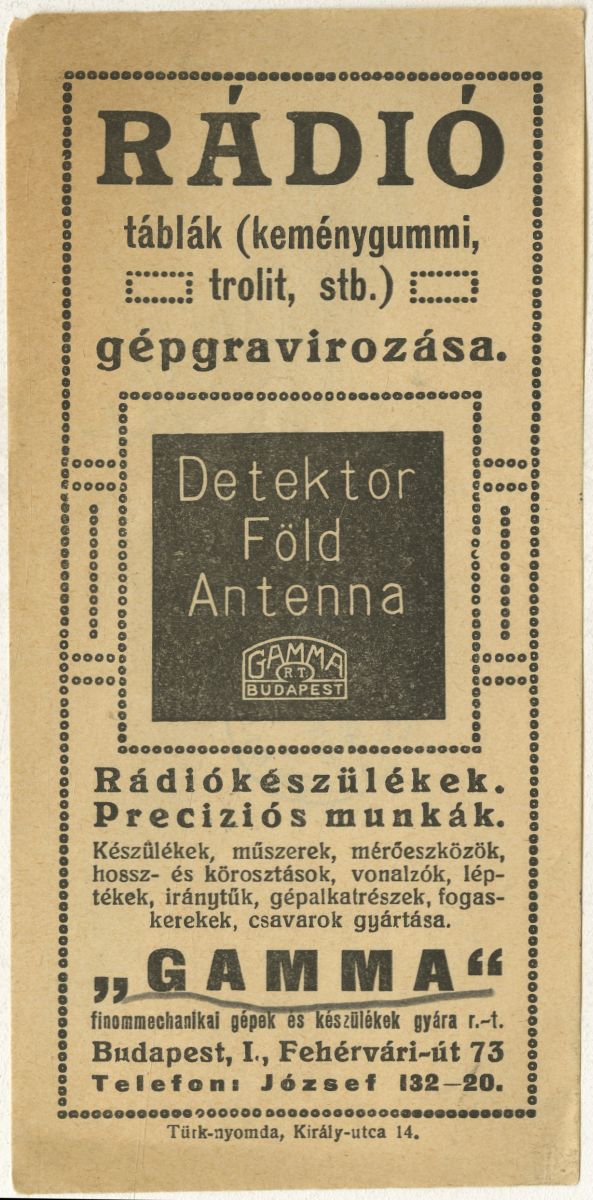 RÁDIÓ
táblák (keménygummi,
trolit, stb.)
gépgravirozása.
Detektor
Föld
Antenna
GAMMA
R.T.
BUDAPEST
Rádiókészülékek.
Preciziós munkák.
Készülékek, műszerek, mérőeszközök,
hossz- és körosztások, vonalzók, lép-
tékek, iránytűk, gépalkatrészek, fogas-
kerekek, csavarok gyártása.
„GAMMA“
finommechanikai gépek és készülékek gyára r.-t.
Budapest, I., Fehérvári-út 73
Telefon: József 132—20.
Türk-nyomda, Király-utca 14.